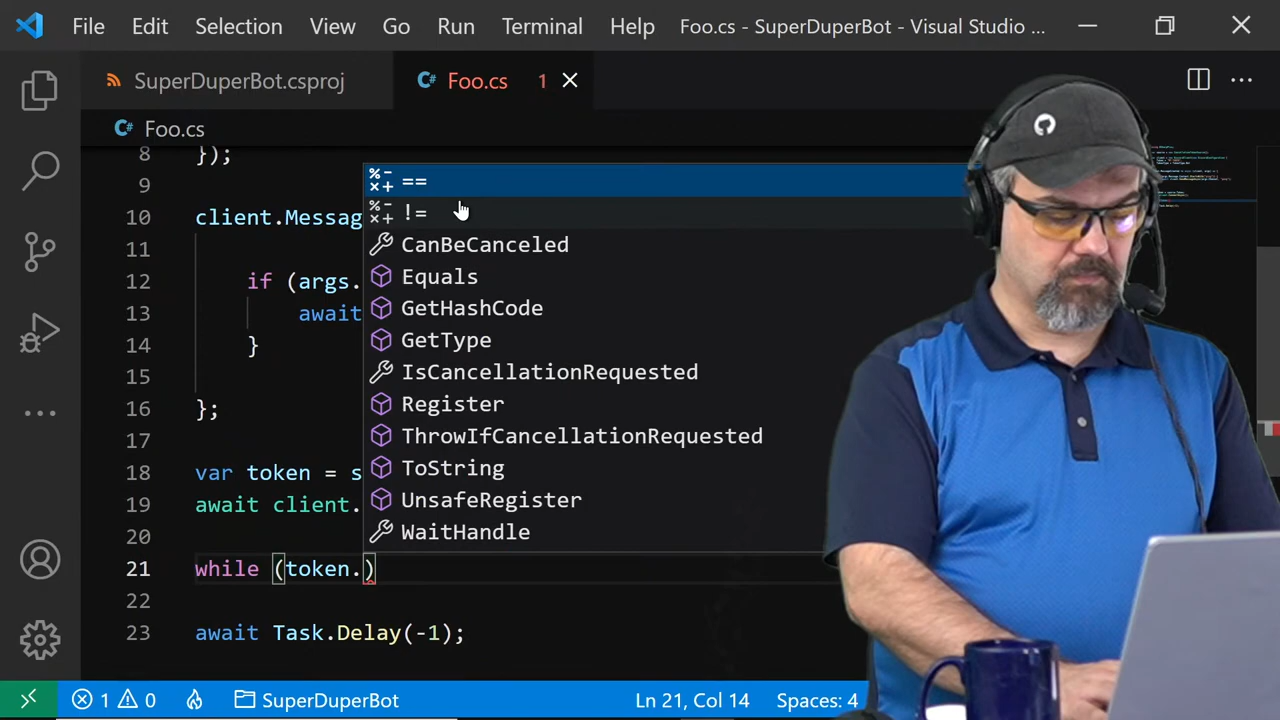 File Edit Selection View Go Run Terminal Help Foo.cs - SuperDuperBot - Visual Studio ...
SuperDuperBot.csproj Foo.cs 1
Foo.cs
8 });
9
10 client.Messag
11
12 if (args.
13 await
14 }
15
16 };
17
18 var token = s
19 await client.
20
21 while (token.)
22
23 await Task.Delay(-1);
==
!=
CanBeCanceled
Equals
GetHashCode
GetType
IsCancellationRequested
Register
ThrowIfCancellationRequested
ToString
UnsafeRegister
WaitHandle
1 0 SuperDuperBot Ln 21, Col 14 Spaces: 4